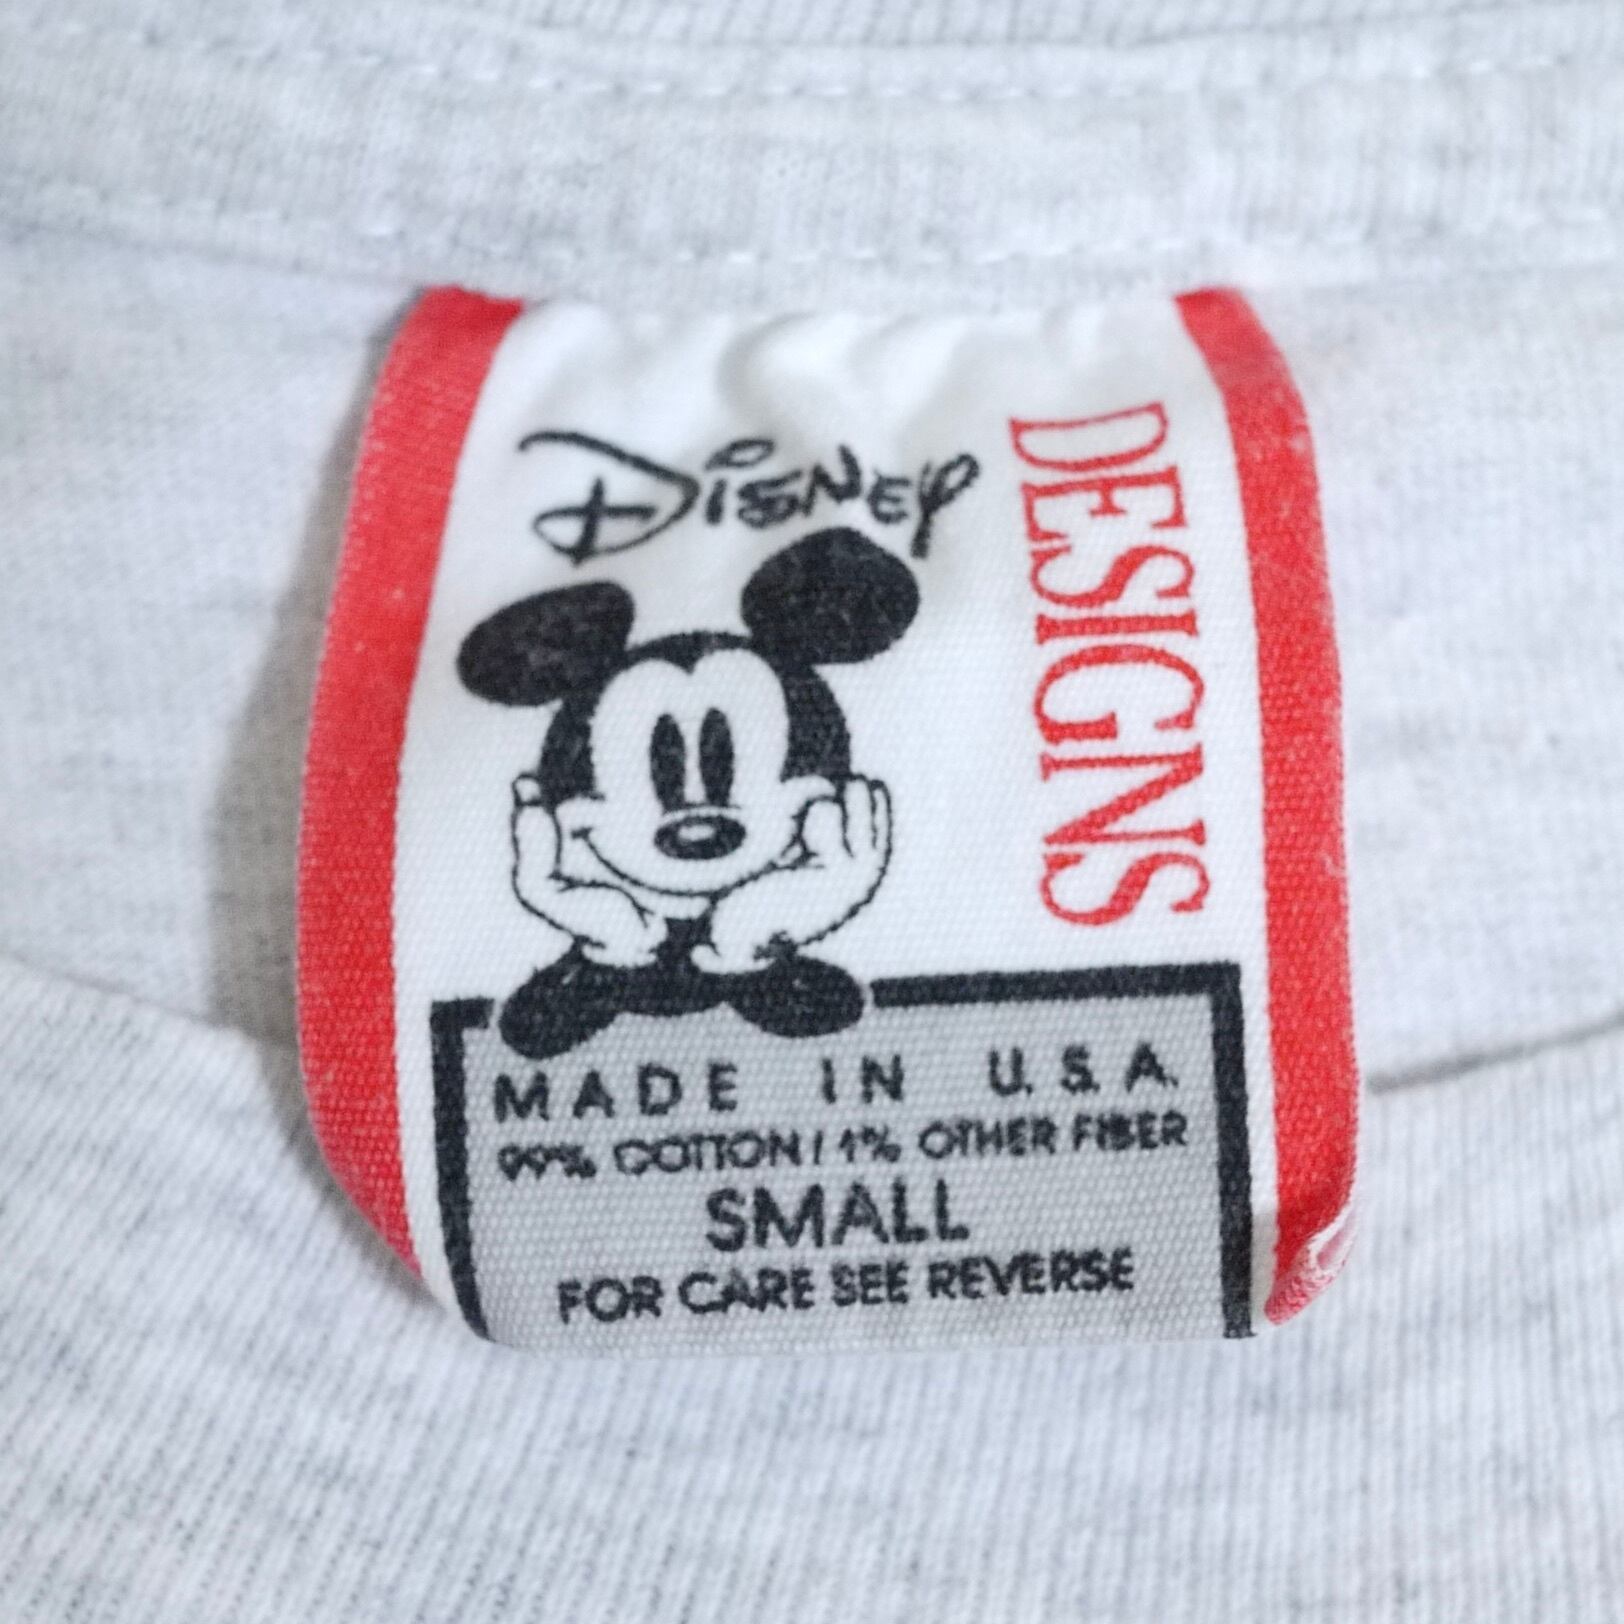 Disney
DESIGNS
MADE IN U.S.A.
99% COTTON/1% OTHER FIBER
SMALL
FOR CARE SEE REVERSE